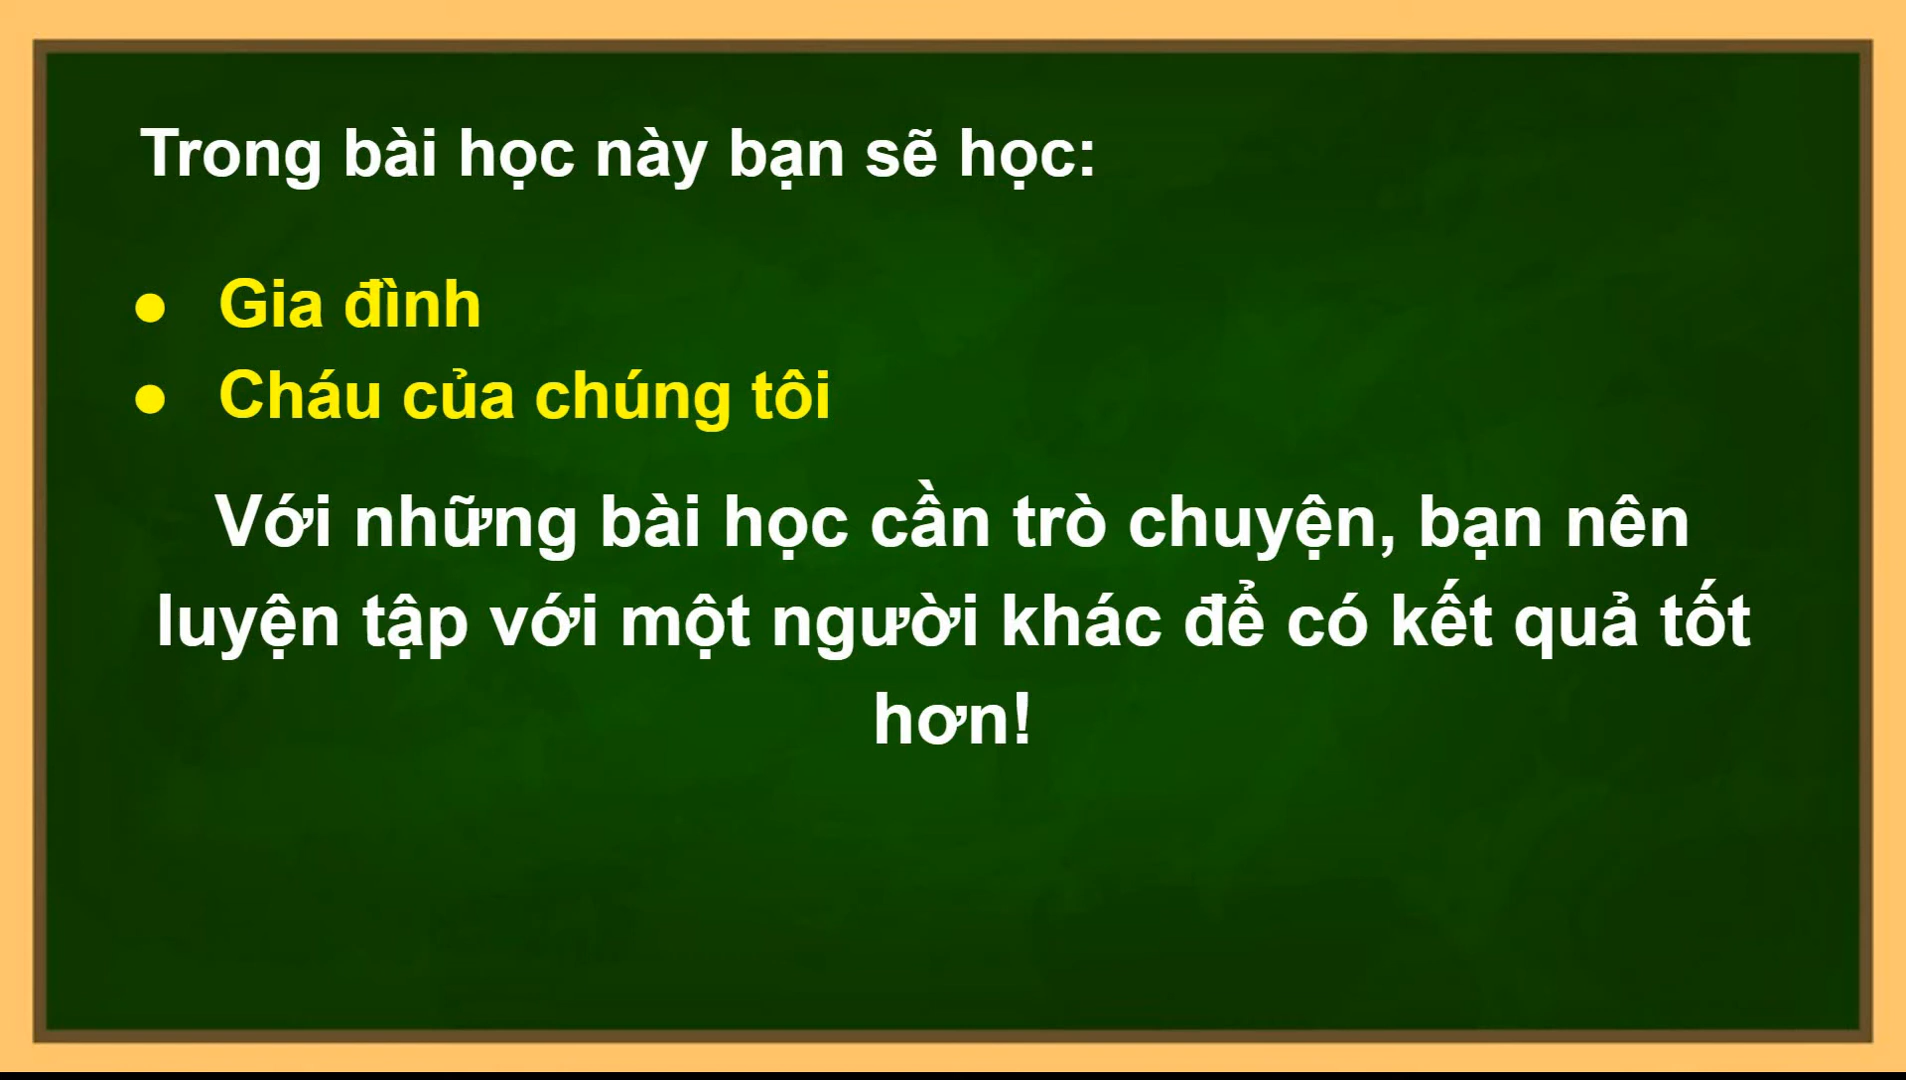 Trong bài học này bạn sẽ học:
● Gia đình
● Cháu của chúng tôi
Với những bài học cần trò chuyện, bạn nên
luyện tập với một người khác để có kết quả tốt
hơn!